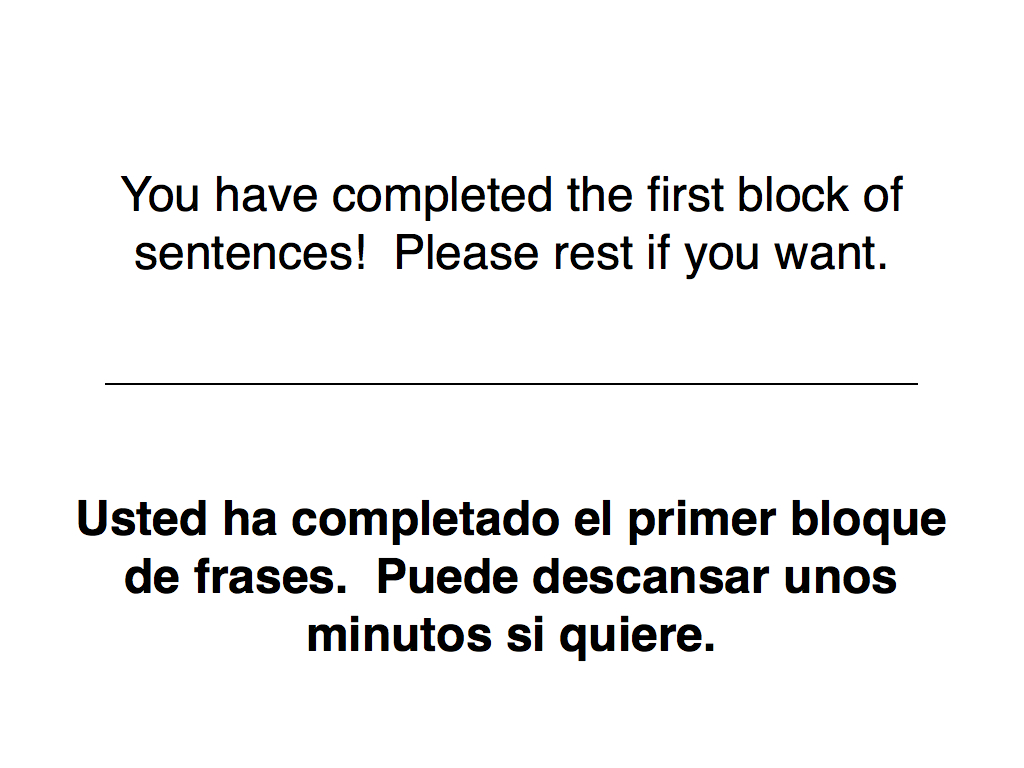 You have completed the first block of
sentences!  Please rest if you want.
Usted ha completado el primer bloque
de frases.  Puede descansar unos
minutos si quiere.